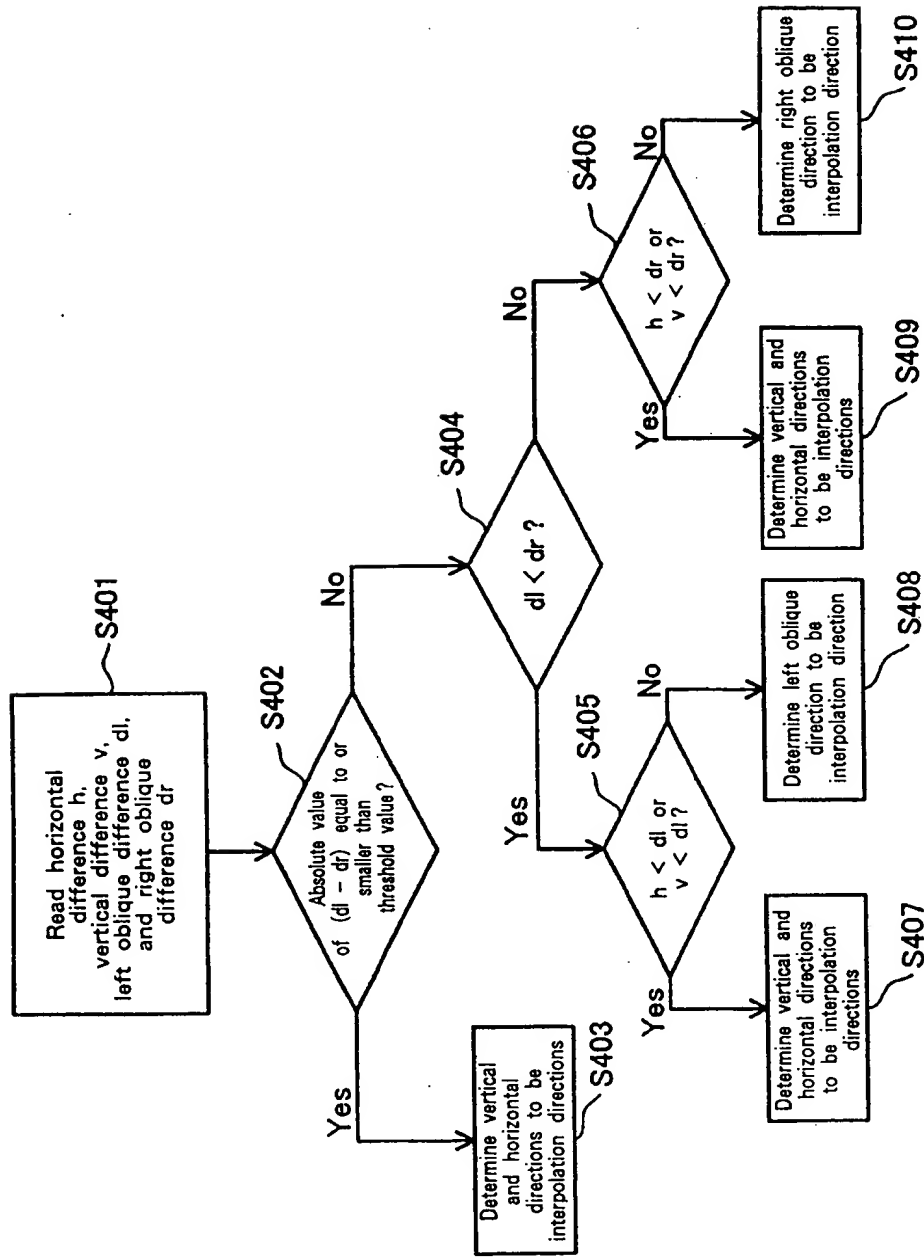 S401
Read horizontal
difference h,
vertical difference v,
left oblique difference dl,
and right oblique
difference dr
S402
Absolute value
of (dl - dr) equal to or
smaller than
threshold value?
Yes
No
S403
Determine vertical
and horizontal
directions to be
interpolation directions
S404
dl < dr ?
Yes
No
S405
h < dl or
v < dl?
Yes
No
S406
h < dr or
v < dr?
Yes
No
Determine vertical and
horizontal directions
to be interpolation
directions
S407
Determine left oblique
direction to be
interpolation direction
S408
Determine vertical and
horizontal directions
to be interpolation
directions
S409
Determine right oblique
direction to be
interpolation direction
S410